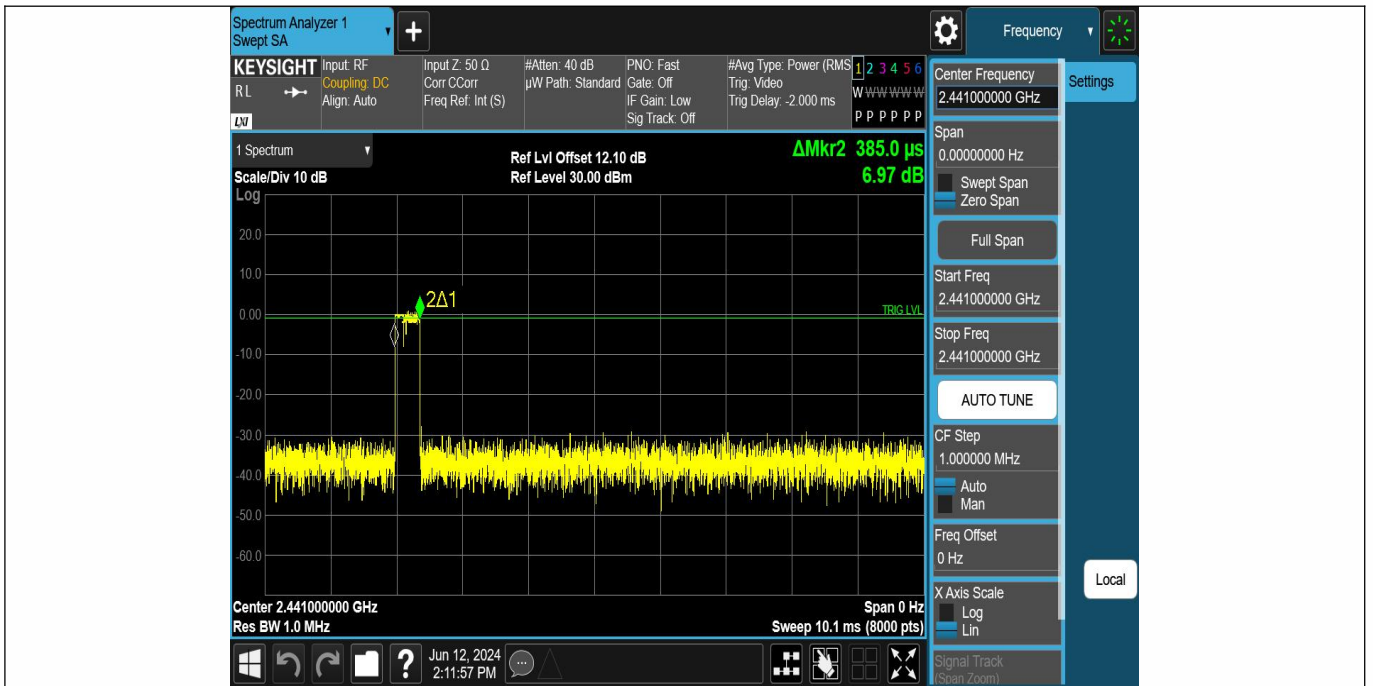 Spectrum Analyzer 1
Swept SA
+
Frequency
KEYSIGHT
RL
LXI
Input: RF
Coupling: DC
Align: Auto
Input Z: 50 Ω
Corr CCorr
Freq Ref: Int (S)
#Atten: 40 dB
µW Path: Standard
PNO: Fast
Gate: Off
IF Gain: Low
Sig Track: Off
#Avg Type: Power (RMS
Trig: Video
Trig Delay: -2.000 ms
1 2 3 4 5 6
W W W W W W
P P P P P P
1 Spectrum
Scale/Div 10 dB
Log
Ref Lvl Offset 12.10 dB
Ref Level 30.00 dBm
ΔMkr2 385.0 µs
6.97 dB
20.0
10.0
0.00
-10.0
-20.0
-30.0
-40.0
-50.0
-60.0
2Δ1
TRIG LVL
Center 2.441000000 GHz
Res BW 1.0 MHz
Span 0 Hz
Sweep 10.1 ms (8000 pts)
Center Frequency
2.441000000 GHz
Settings
Span
0.00000000 Hz
Swept Span
Zero Span
Full Span
Start Freq
2.441000000 GHz
Stop Freq
2.441000000 GHz
AUTO TUNE
CF Step
1.000000 MHz
Auto
Man
Freq Offset
0 Hz
Local
X Axis Scale
Log
Lin
Signal Track
(Span Zoom)
?
Jun 12, 2024
2:11:57 PM